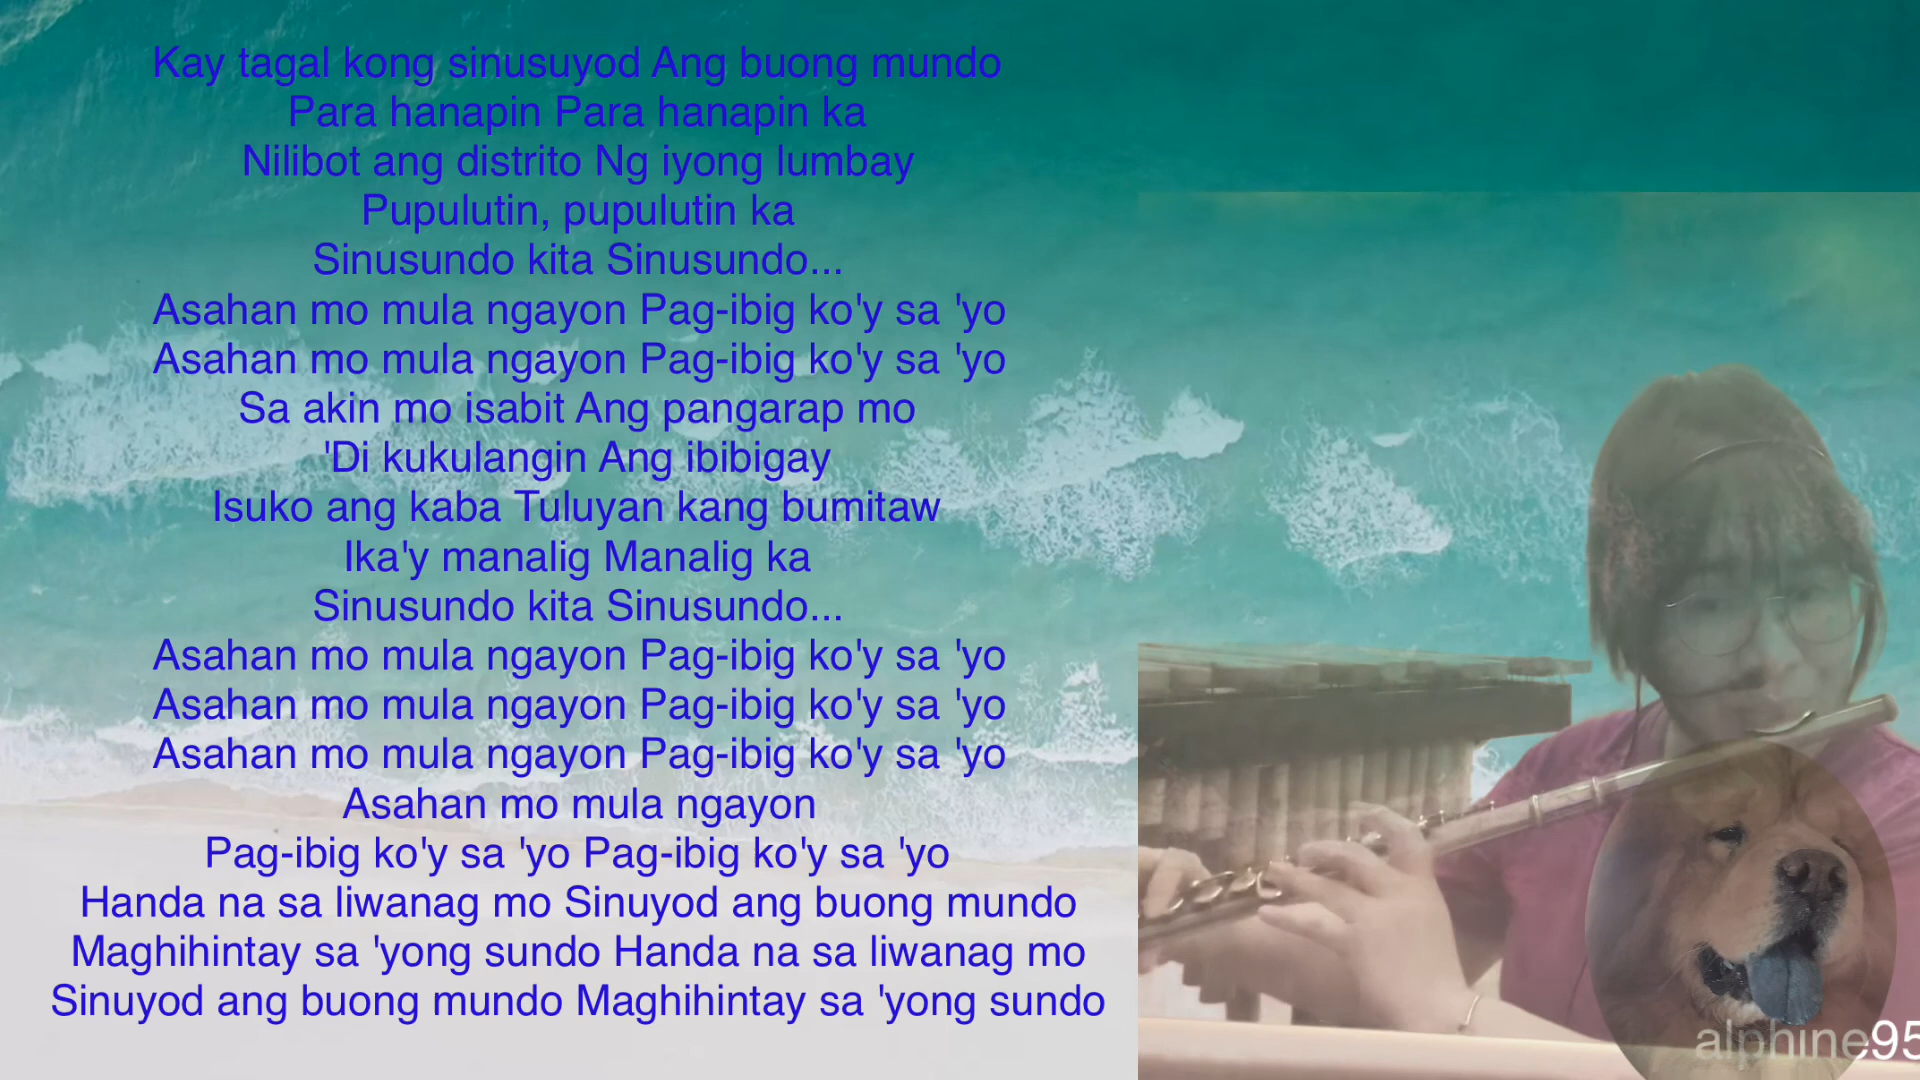 Kay tagal kong sinusuyod Ang buong mundo
Para hanapin Para hanapin ka
Nilibot ang distrito Ng iyong lumbay
Pupulutin, pupulutin ka
Sinusundo kita Sinusundo...
Asahan mo mula ngayon Pag-ibig ko'y sa 'yo
Asahan mo mula ngayon Pag-ibig ko'y sa 'yo
Sa akin mo isabit Ang pangarap mo
'Di kukulangin Ang ibibigay
Isuko ang kaba Tuluyan kang bumitaw
Ika'y manalig Manalig ka
Sinusundo kita Sinusundo...
Asahan mo mula ngayon Pag-ibig ko'y sa 'yo
Asahan mo mula ngayon Pag-ibig ko'y sa 'yo
Asahan mo mula ngayon Pag-ibig ko'y sa 'yo
Asahan mo mula ngayon
Pag-ibig ko'y sa 'yo Pag-ibig ko'y sa 'yo
Handa na sa liwanag mo Sinuyod ang buong mundo
Maghihintay sa 'yong sundo Handa na sa liwanag mo
Sinuyod ang buong mundo Maghihintay sa 'yong sundo
alphine95